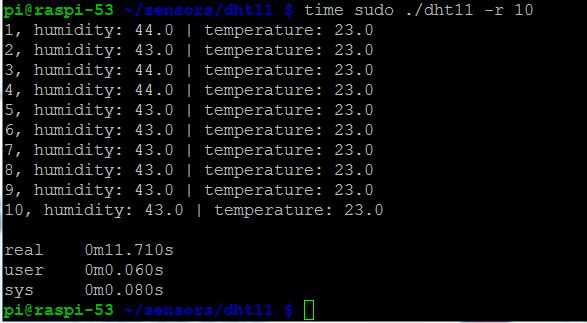 pi@raspi-53 ~/sensors/dht11 $ time sudo ./dht11 -r 10
1, humidity: 44.0 | temperature: 23.0
2, humidity: 43.0 | temperature: 23.0
3, humidity: 44.0 | temperature: 23.0
4, humidity: 44.0 | temperature: 23.0
5, humidity: 43.0 | temperature: 23.0
6, humidity: 43.0 | temperature: 23.0
7, humidity: 43.0 | temperature: 23.0
8, humidity: 43.0 | temperature: 23.0
9, humidity: 43.0 | temperature: 23.0
10, humidity: 43.0 | temperature: 23.0
real 0m11.710s
user 0m0.060s
sys 0m0.080s
pi@raspi-53 ~/sensors/dht11 $